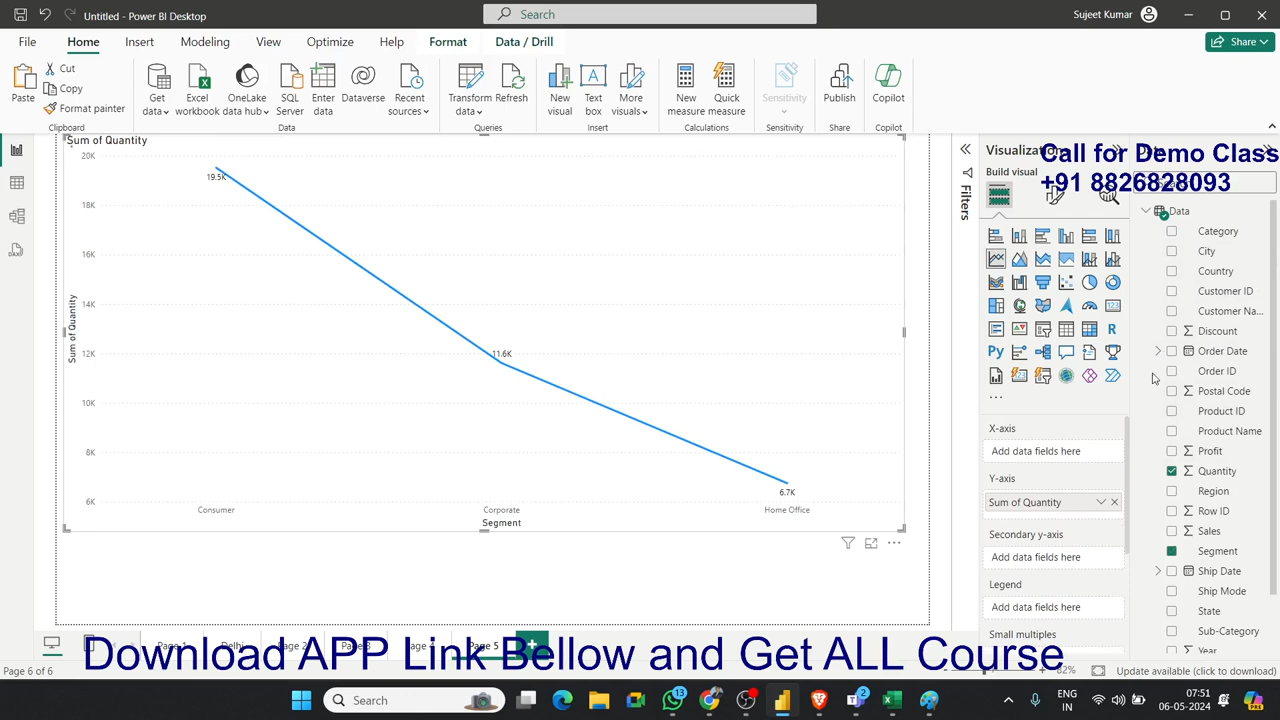 Untitled - Power BI Desktop
Search
Sujeet Kumar
File
Home
Insert
Modeling
View
Optimize
Help
Format
Data / Drill
Share
Paste
Cut
Copy
Format painter
Clipboard
Get data
Excel workbook
OneLake data hub
SQL Server
Enter data
Dataverse
Recent sources
Data
Transform data
Refresh
Queries
New visual
Text box
More visuals
Insert
New measure
Quick measure
Calculations
Sensitivity
Sensitivity
Publish
Share
Copilot
Copilot
Sum of Quantity
20K
18K
16K
14K
12K
10K
8K
6K
Sum of Quantity
19.5K
11.6K
6.7K
Consumer
Corporate
Home Office
Segment
Filters
Call for Demo Class
+91 8826828093
Build visual
R
Py
123
X-axis
Add data fields here
Y-axis
Sum of Quantity
Secondary y-axis
Add data fields here
Legend
Add data fields here
Small multiples
Data
Category
City
Country
Customer ID
Customer Na...
Discount
Order Date
Order ID
Postal Code
Product ID
Product Name
Profit
Quantity
Region
Row ID
Sales
Segment
Ship Date
Ship Mode
State
Sub-Category
Year
Download APP Link Bellow and Get ALL Course
Page 6 of 6
Update available (click to download)
Search
13
2
ENG
IN
07:51
06-05-2024